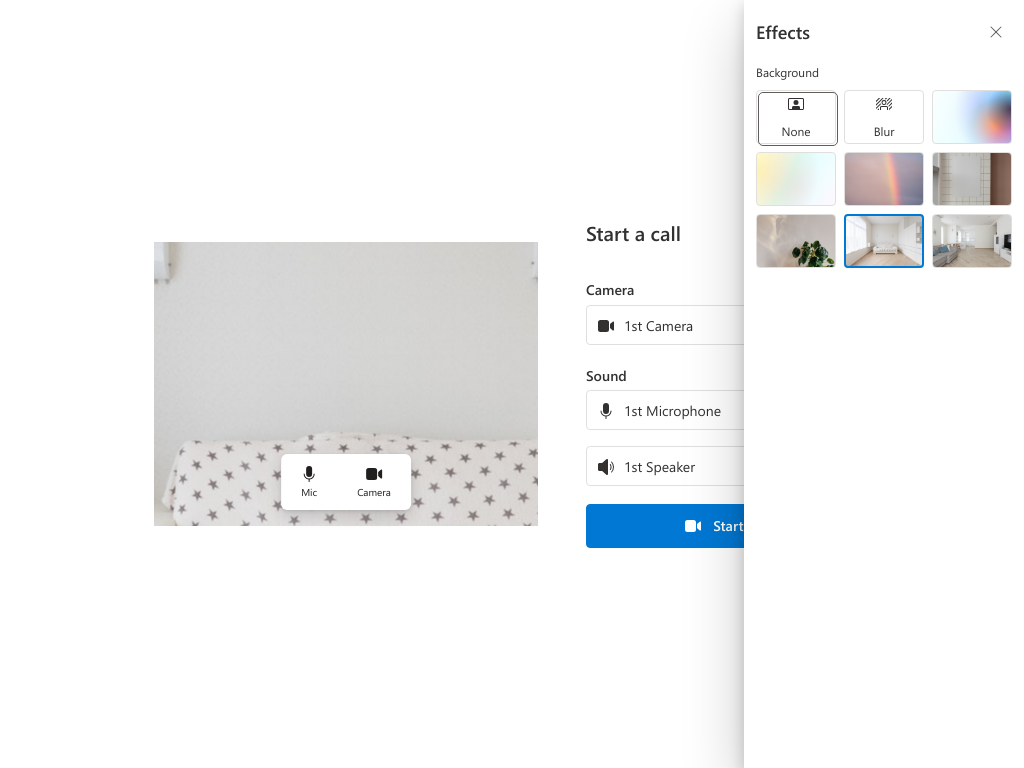 Effects
Background
None
Blur
Start a call
Camera
1st Camera
Sound
1st Microphone
1st Speaker
Mic
Camera
Start